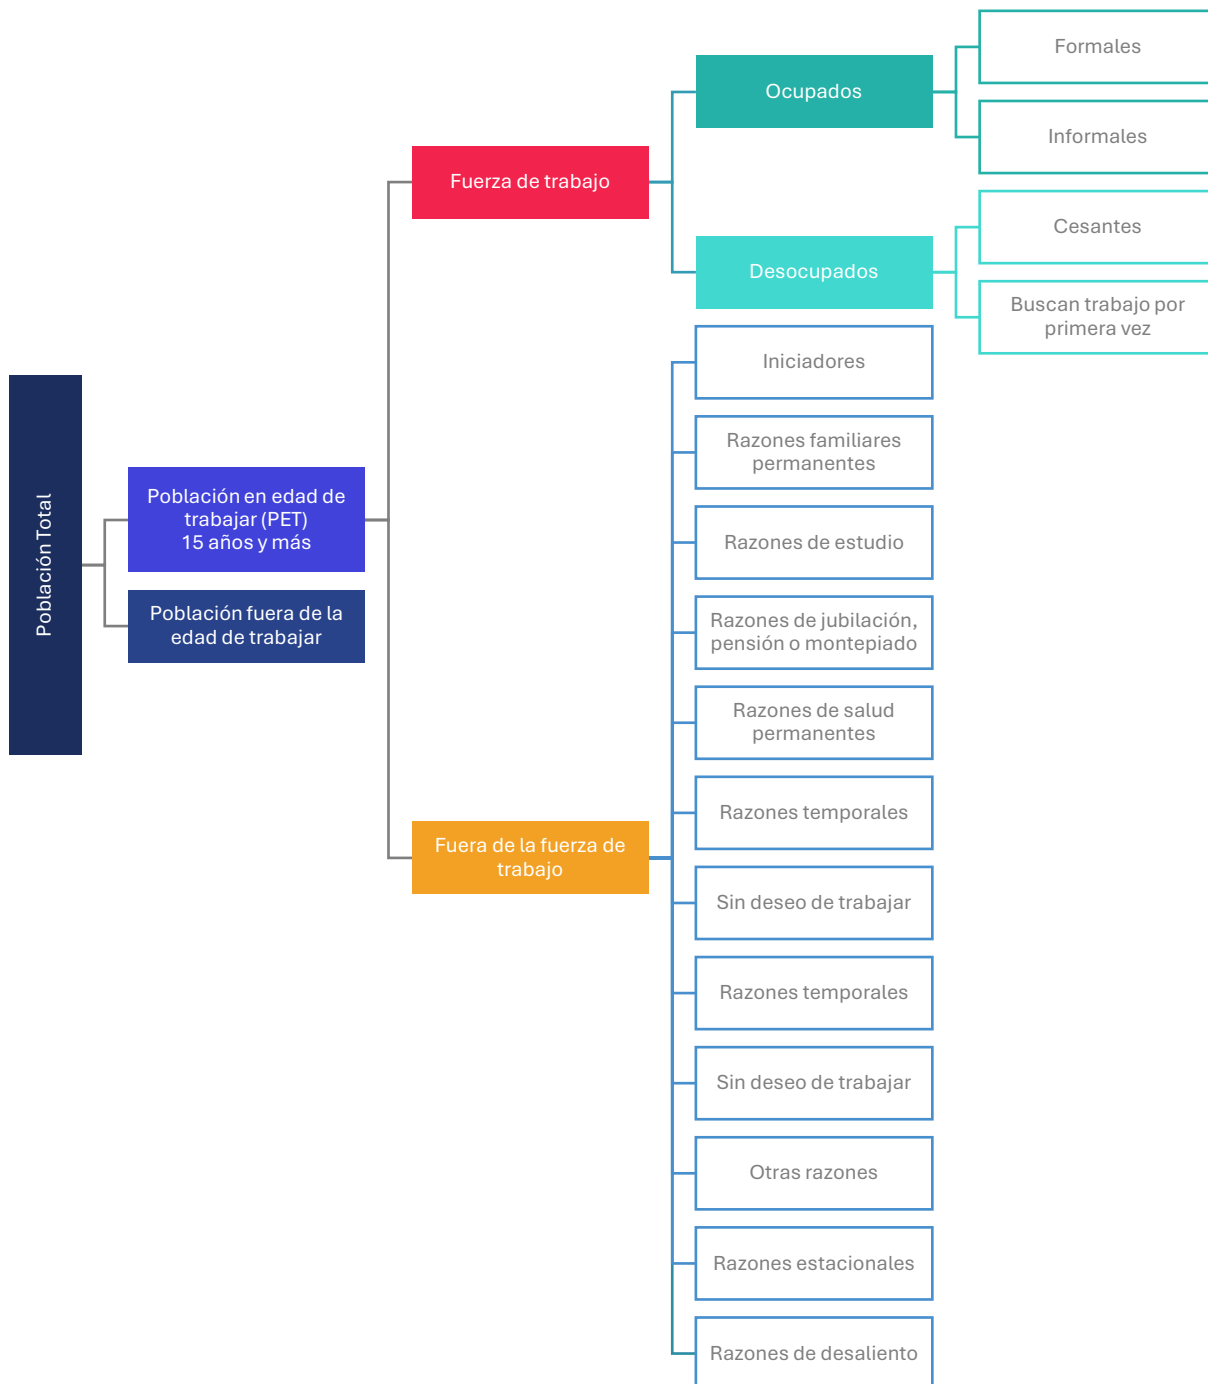 Población Total
Población en edad de
trabajar (PET)
15 años y más
Población fuera de la
edad de trabajar
Fuerza de trabajo
Ocupados
Formales
Informales
Desocupados
Cesantes
Buscan trabajo por
primera vez
Fuera de la fuerza de
trabajo
Iniciadores
Razones familiares
permanentes
Razones de estudio
Razones de jubilación,
pensión o montepiado
Razones de salud
permanentes
Razones temporales
Sin deseo de trabajar
Razones temporales
Sin deseo de trabajar
Otras razones
Razones estacionales
Razones de desaliento